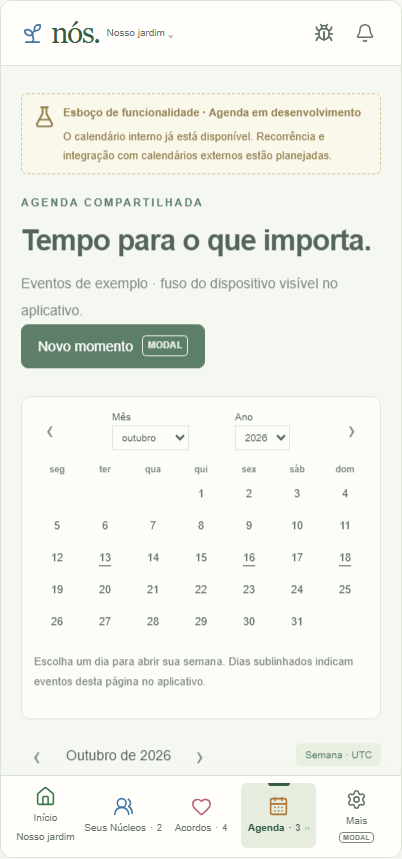 nós. Nosso jardim
Esboço de funcionalidade · Agenda em desenvolvimento
O calendário interno já está disponível. Recorrência e
integração com calendários externos estão planejadas.
AGENDA COMPARTILHADA
Tempo para o que importa.
Eventos de exemplo · fuso do dispositivo visível no
aplicativo.
Novo momento MODAL
Mês Ano
outubro 2026
seg ter qua qui sex sáb dom
1 2 3 4
5 6 7 8 9 10 11
12 13 14 15 16 17 18
19 20 21 22 23 24 25
26 27 28 29 30 31
Escolha um dia para abrir sua semana. Dias sublinhados indicam
eventos desta página no aplicativo.
Outubro de 2026 Semana · UTC
Início
Nosso jardim
Seus Núcleos · 2
Acordos · 4
Agenda · 3
Mais
MODAL